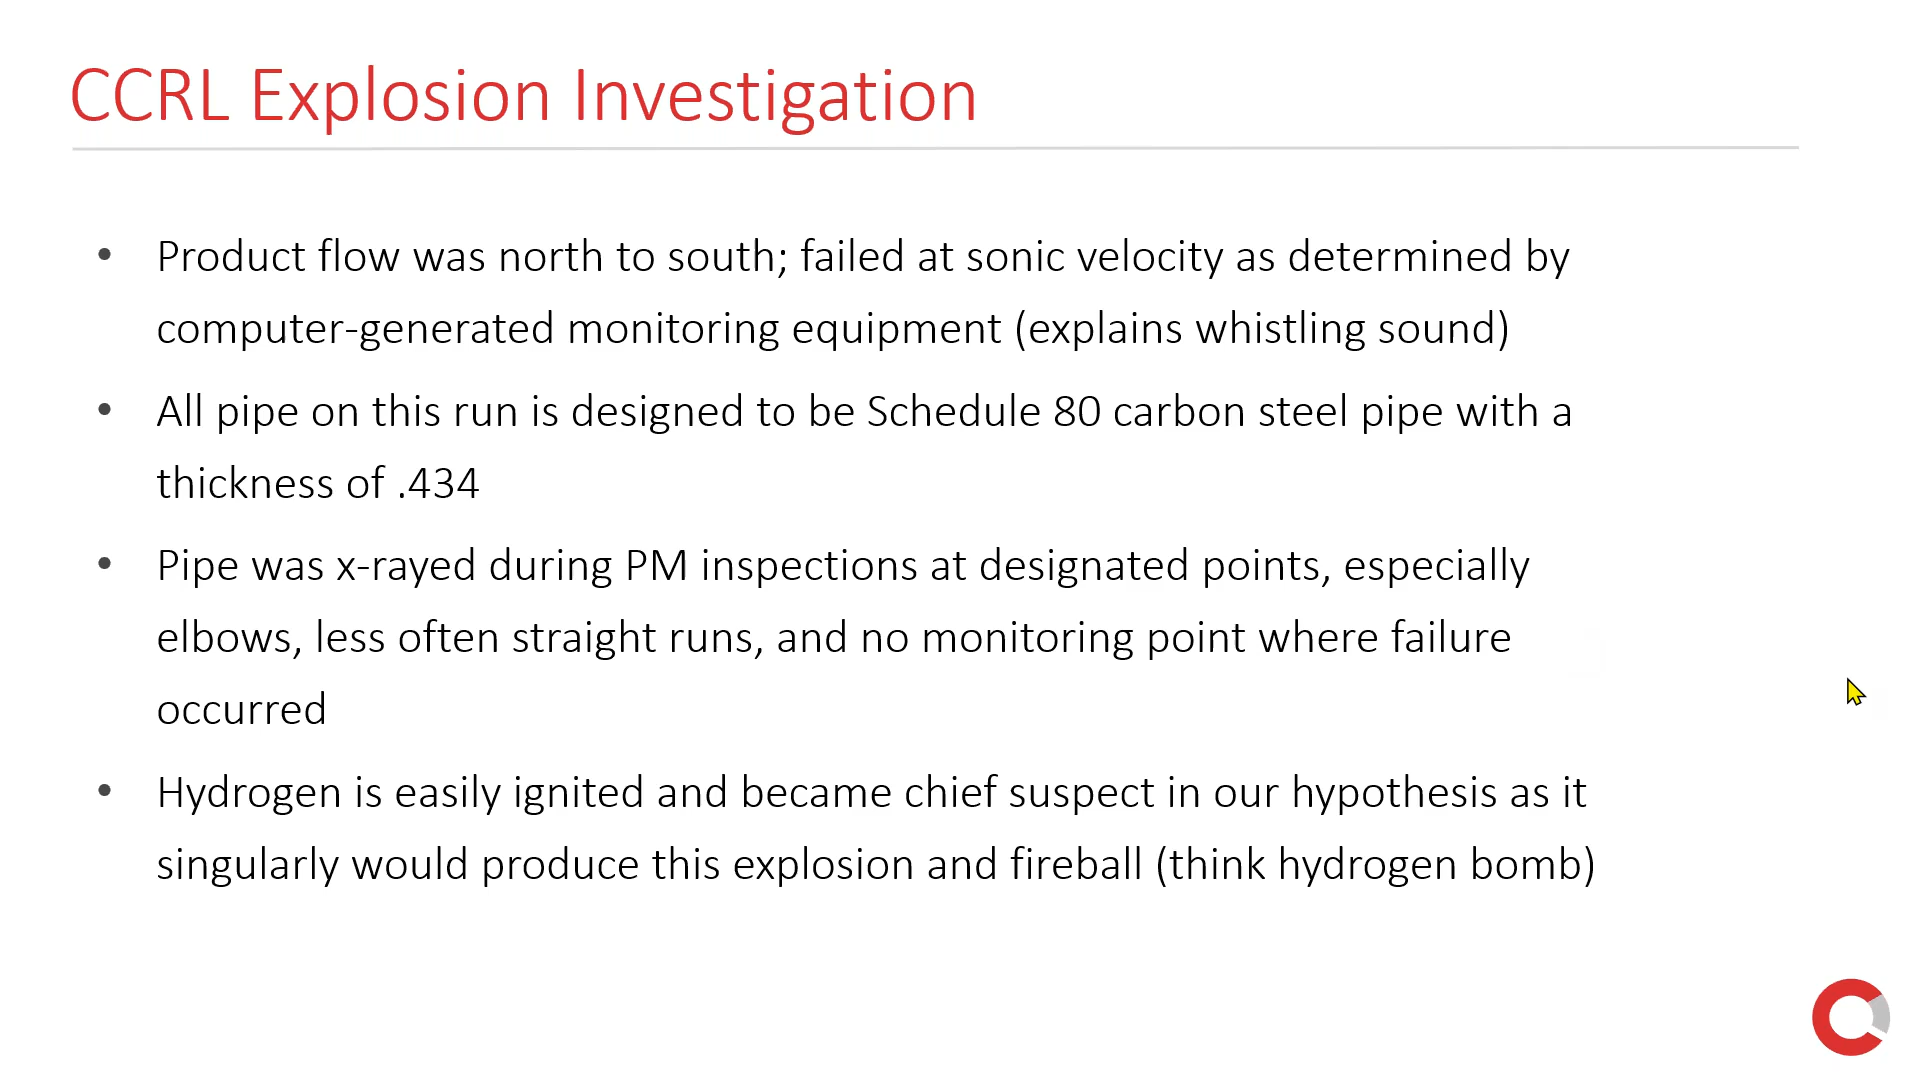 CCRL Explosion Investigation
• Product flow was north to south; failed at sonic velocity as determined by
computer-generated monitoring equipment (explains whistling sound)
• All pipe on this run is designed to be Schedule 80 carbon steel pipe with a
thickness of .434
• Pipe was x-rayed during PM inspections at designated points, especially
elbows, less often straight runs, and no monitoring point where failure
occurred
• Hydrogen is easily ignited and became chief suspect in our hypothesis as it
singularly would produce this explosion and fireball (think hydrogen bomb)